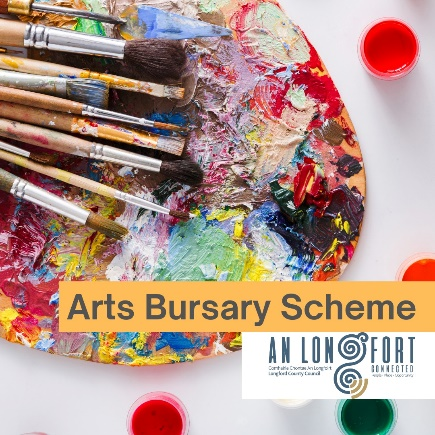 Arts Bursary Scheme
AN LONGFORT
CONNECTED
Comhairle Chontae An Longfoirt
Longford County Council